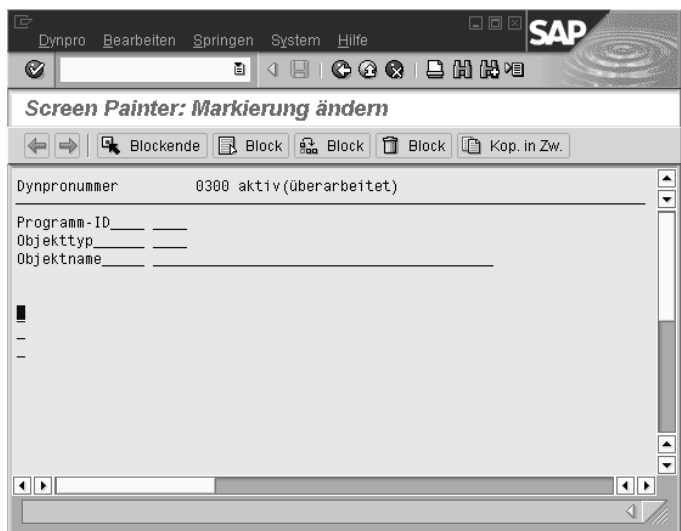 Dynpro Bearbeiten Springen System Hilfe
SAP
Screen Painter: Markierung ändern
Blockende Block Block Block Kop. in Zw.
Dynpronummer 0300 aktiv(überarbeitet)
Programm-ID____ ____
Objekttyp______ ____
Objektname_____ ________________________________________